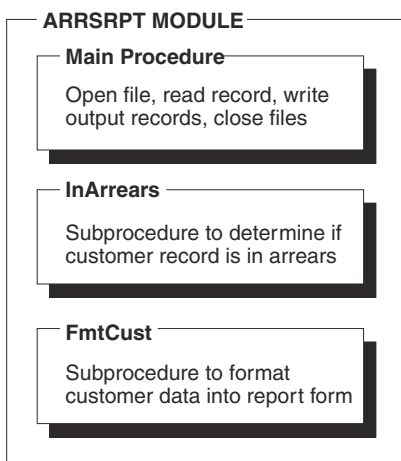 ARRSRPT MODULE
Main Procedure
Open file, read record, write
output records, close files
InArrears
Subprocedure to determine if
customer record is in arrears
FmtCust
Subprocedure to format
customer data into report form